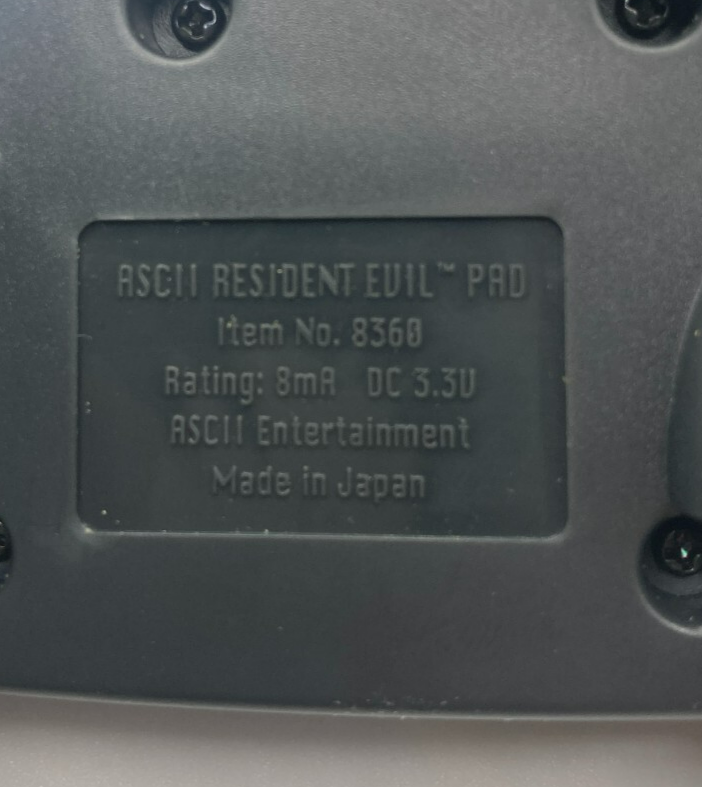 ASCII RESIDENT EVIL™ PAD
Item No. 8360
Rating: 8mA DC 3.3V
ASCII Entertainment
Made in Japan